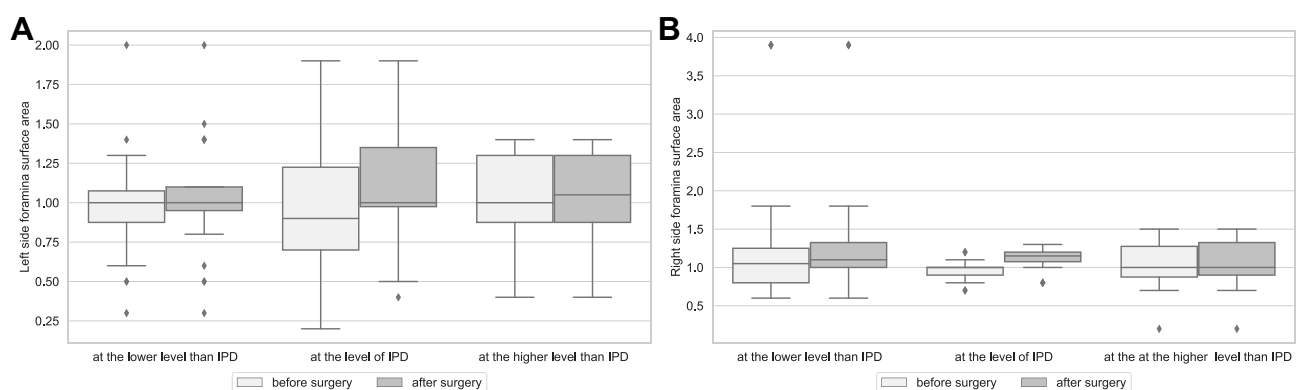 A
Left side foramina surface area
2.00
1.75
1.50
1.25
1.00
0.75
0.50
0.25
at the lower level than IPD
at the level of IPD
at the higher level than IPD
before surgery
after surgery
B
Right side foramina surface area
4.0
3.5
3.0
2.5
2.0
1.5
1.0
0.5
at the lower level than IPD
at the level of IPD
at the at the higher level than IPD
before surgery
after surgery